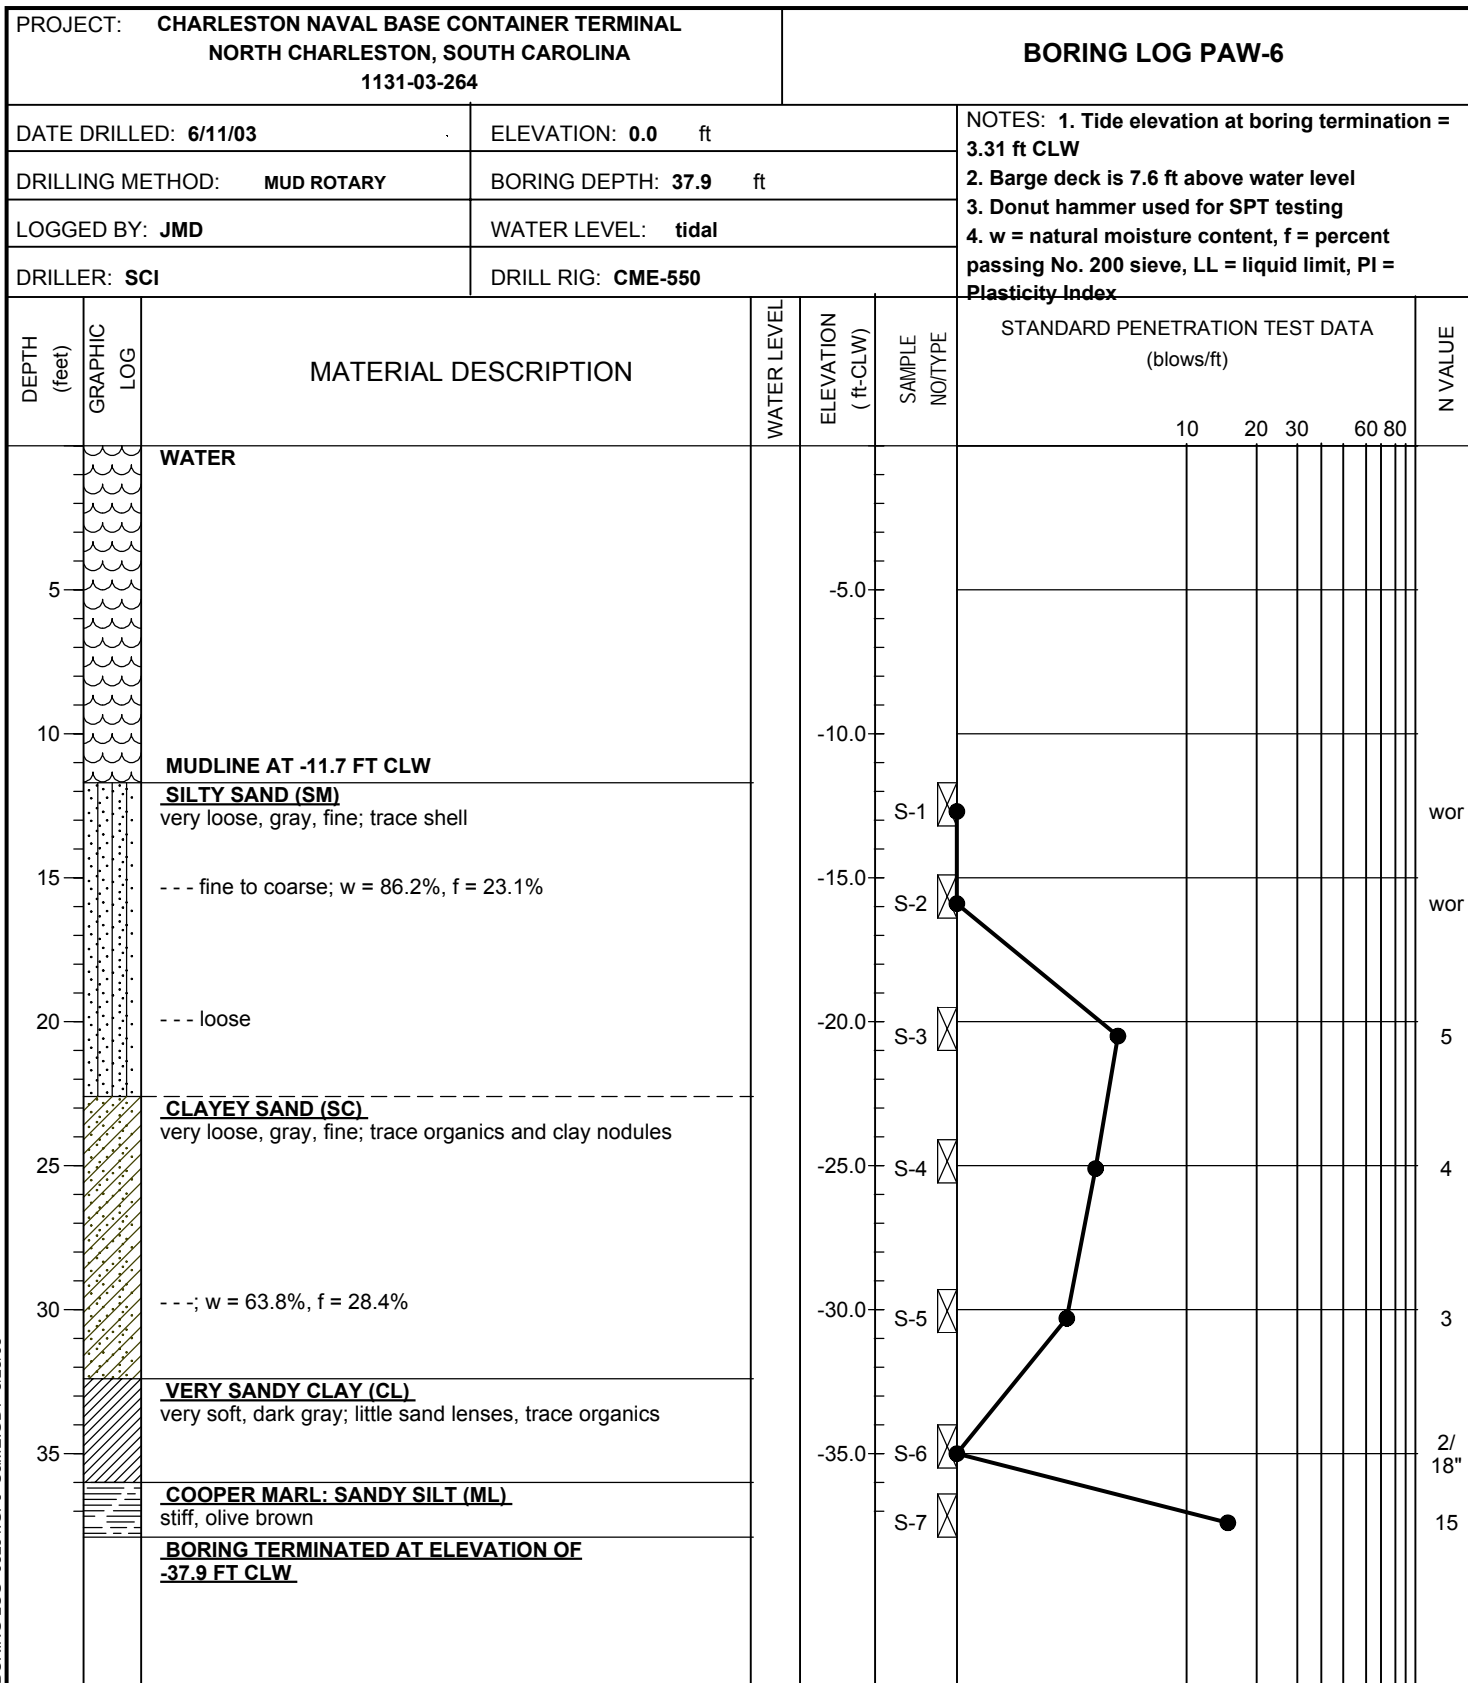 PROJECT: CHARLESTON NAVAL BASE CONTAINER TERMINAL
NORTH CHARLESTON, SOUTH CAROLINA
1131-03-264
BORING LOG PAW-6
DATE DRILLED: 6/11/03
ELEVATION: 0.0 ft
DRILLING METHOD: MUD ROTARY
BORING DEPTH: 37.9 ft
LOGGED BY: JMD
WATER LEVEL: tidal
DRILLER: SCI
DRILL RIG: CME-550
NOTES: 1. Tide elevation at boring termination =
3.31 ft CLW
2. Barge deck is 7.6 ft above water level
3. Donut hammer used for SPT testing
4. w = natural moisture content, f = percent
passing No. 200 sieve, LL = liquid limit, PI =
Plasticity Index
DEPTH
(feet)
GRAPHIC
LOG
MATERIAL DESCRIPTION
WATER LEVEL
ELEVATION
( ft-CLW)
SAMPLE
NO/TYPE
STANDARD PENETRATION TEST DATA
(blows/ft)
10 20 30 60 80
N VALUE
WATER
5 -5.0
10 -10.0
MUDLINE AT -11.7 FT CLW
SILTY SAND (SM)
very loose, gray, fine; trace shell
S-1 wor
15 -15.0
- - - fine to coarse; w = 86.2%, f = 23.1%
S-2 wor
20 - - - loose -20.0
S-3 5
CLAYEY SAND (SC)
very loose, gray, fine; trace organics and clay nodules
25 -25.0 S-4 4
- - -; w = 63.8%, f = 28.4%
30 -30.0
S-5 3
VERY SANDY CLAY (CL)
very soft, dark gray; little sand lenses, trace organics
35 -35.0 S-6 2/
18"
COOPER MARL: SANDY SILT (ML)
stiff, olive brown
S-7 15
BORING TERMINATED AT ELEVATION OF
-37.9 FT CLW